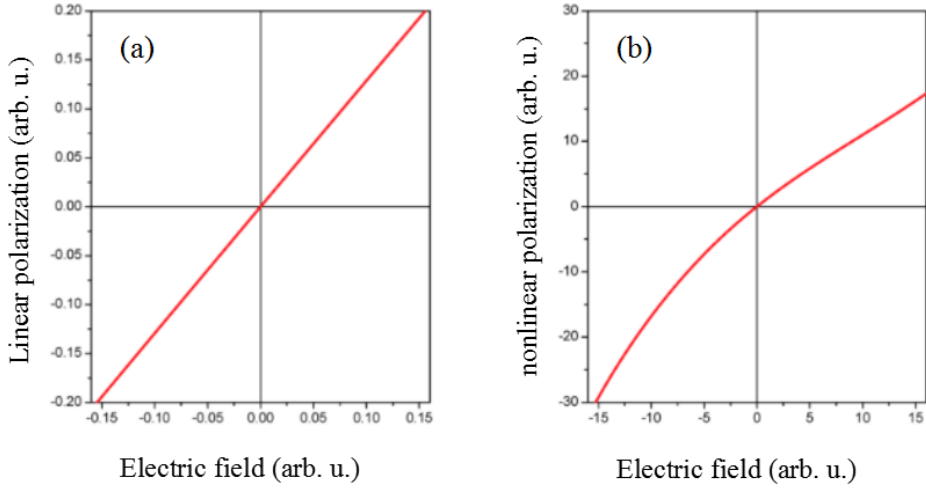 (a)
Linear polarization (arb. u.)
0.20
0.15
0.10
0.05
0.00
-0.05
-0.10
-0.15
-0.20
-0.15 -0.10 -0.05 0.00 0.05 0.10 0.15
Electric field (arb. u.)
(b)
nonlinear polarization (arb. u.)
30
20
10
0
-10
-20
-30
-15 -10 -5 0 5 10 15
Electric field (arb. u.)